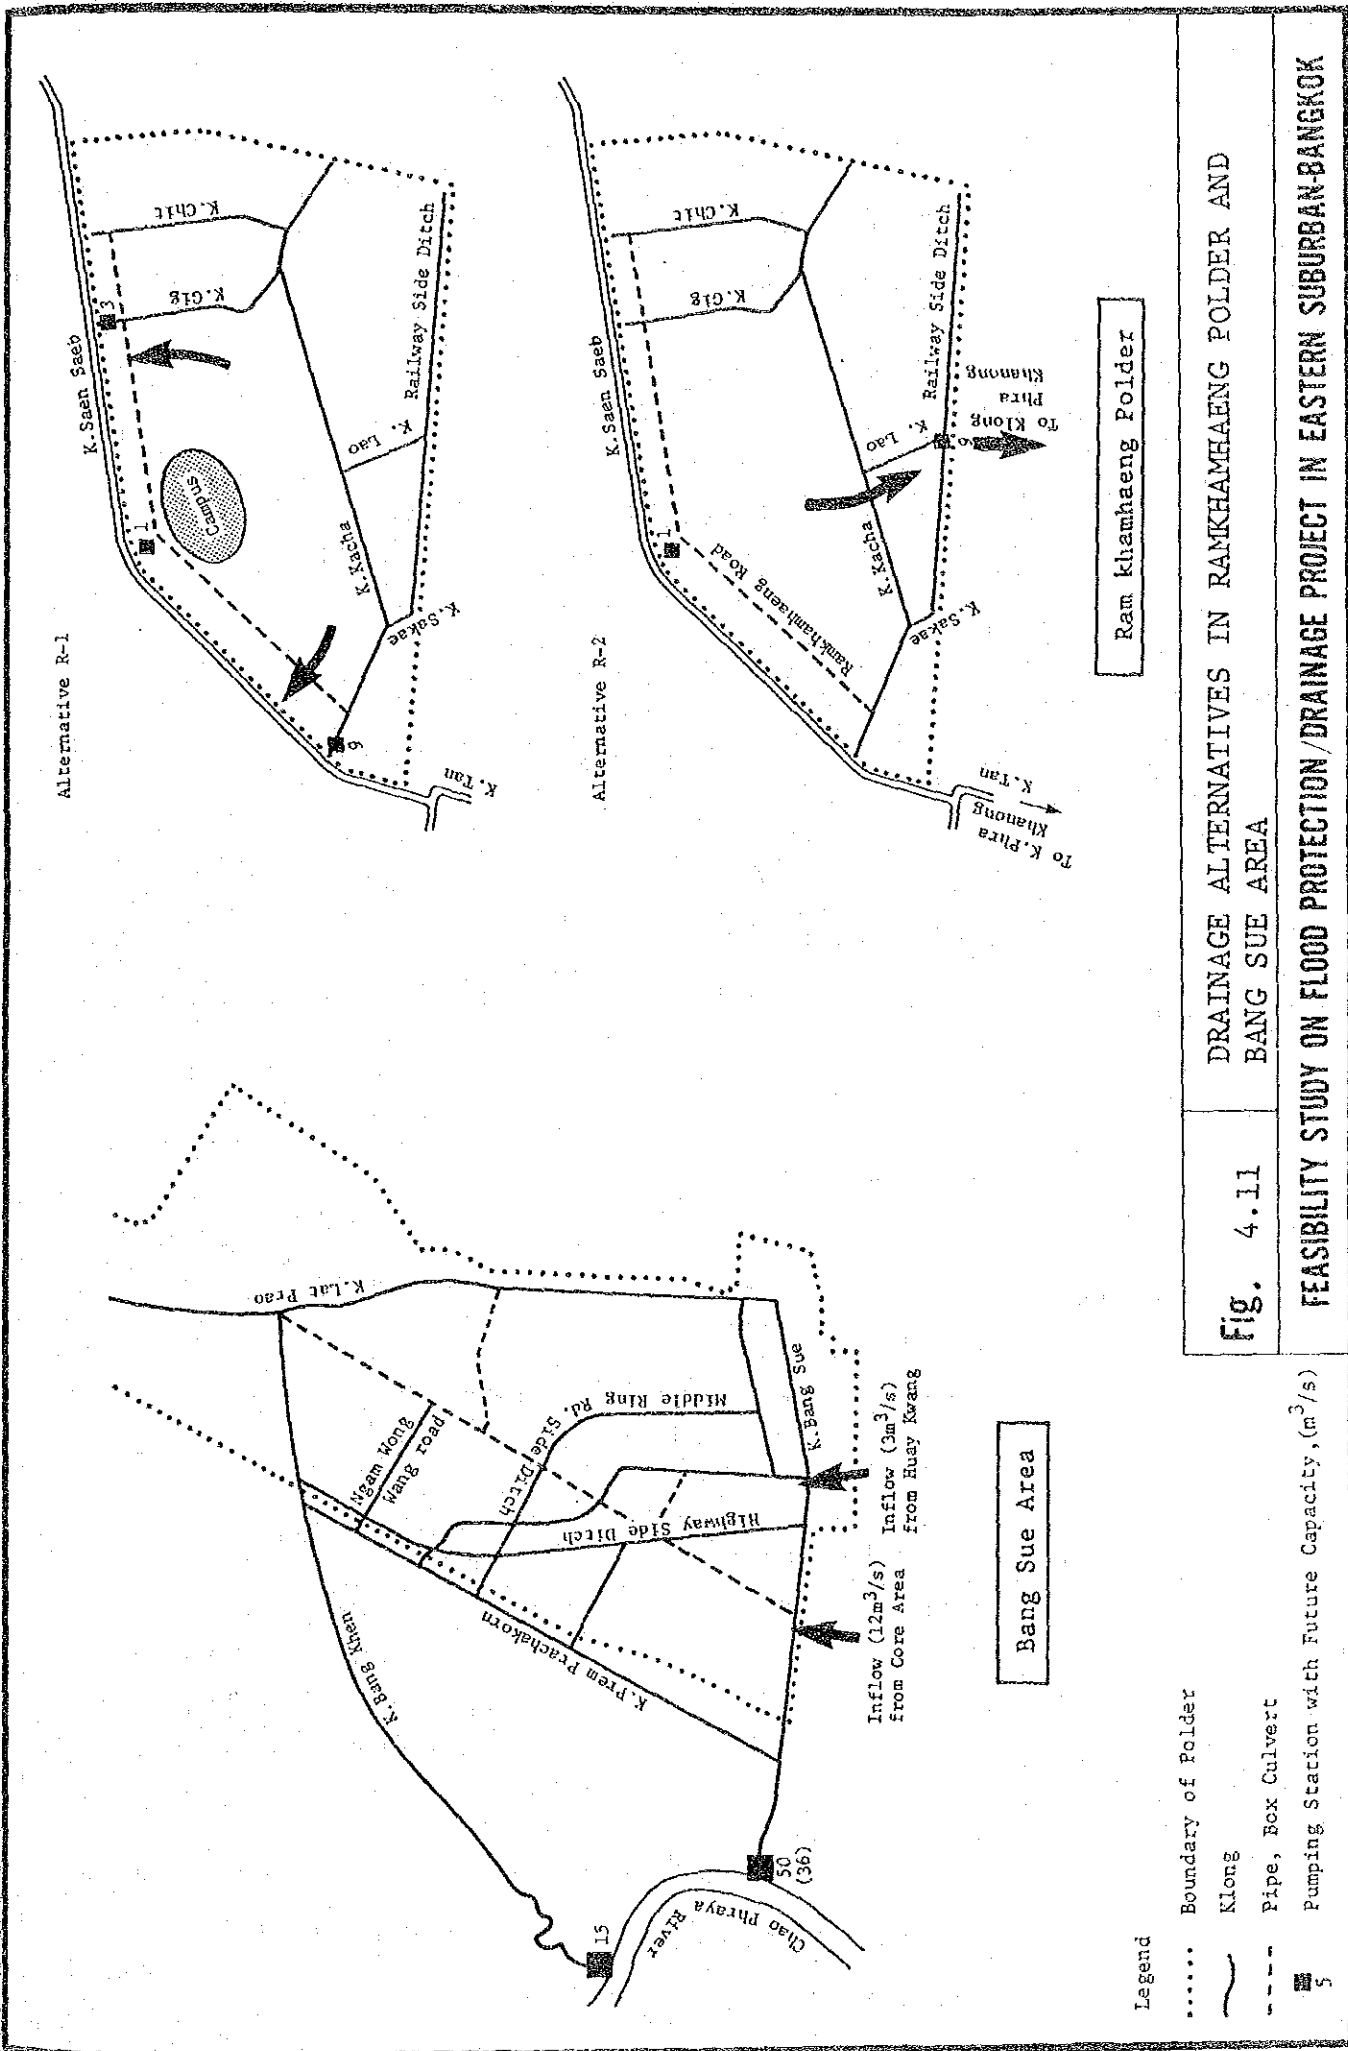 Alternative R-1
K.Saen Saeb
1
3
9
Campus
K.Gig
K.Chit
K.Kacha
K. Lao
Railway Side Ditch
K.Sakae
K.Tan
Alternative R-2
K.Saen Saeb
1
Ramkhamhaeng Road
K.Gig
K.Chit
K.Kacha
K. Lao
Railway Side Ditch
K.Sakae
9
To Klong
Phra
Khanong
K.Tan
To K.Phra
Khanong
Ram khamhaeng Polder
K.Lat Prao
K.Bang Khen
Ngam Wong
Wang road
Middle Ring
Rd.
Side
Ditch
Highway Side Ditch
K.Prem Prachakorn
K.Bang Sue
Inflow (12m³/s)
from Core Area
Inflow (3m³/s)
from Huay Kwang
15
50
(36)
Chao Phraya
River
Bang Sue Area
Legend
Boundary of Polder
Klong
Pipe, Box Culvert
5
Pumping Station with Future Capacity,(m³/s)
Fig. 4.11
DRAINAGE ALTERNATIVES IN RAMKHAMHAENG POLDER AND
BANG SUE AREA
FEASIBILITY STUDY ON FLOOD PROTECTION/DRAINAGE PROJECT IN EASTERN SUBURBAN-BANGKOK